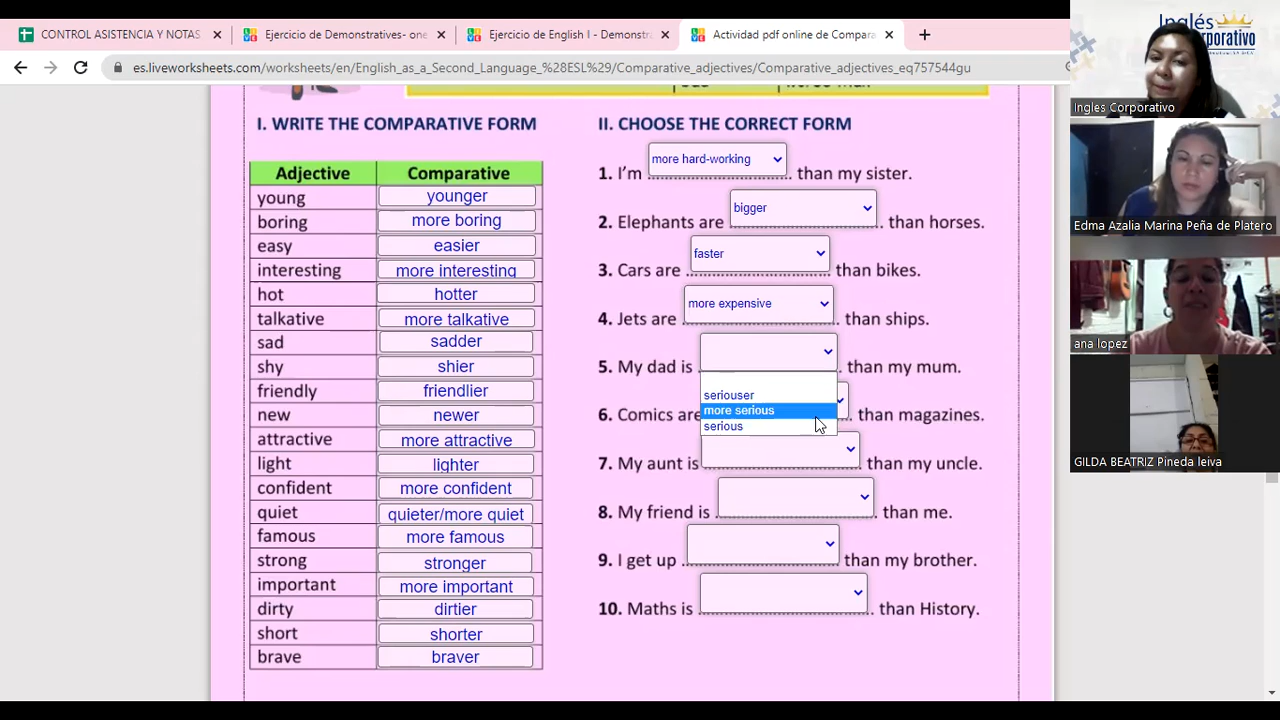 CONTROL ASISTENCIA Y NOTAS
Ejercicio de Demonstratives- one
Ejercicio de English I - Demonstra
Actividad pdf online de Compara
es.liveworksheets.com/worksheets/en/English_as_a_Second_Language_%28ESL%29/Comparative_adjectives/Comparative_adjectives_eq757544gu
I. WRITE THE COMPARATIVE FORM
Adjective Comparative
young younger
boring more boring
easy easier
interesting more interesting
hot hotter
talkative more talkative
sad sadder
shy shier
friendly friendlier
new newer
attractive more attractive
light lighter
confident more confident
quiet quieter/more quiet
famous more famous
strong stronger
important more important
dirty dirtier
short shorter
brave braver
II. CHOOSE THE CORRECT FORM
1. I'm more hard-working than my sister.
2. Elephants are bigger than horses.
3. Cars are faster than bikes.
4. Jets are more expensive than ships.
5. My dad is than my mum.
seriouser
more serious
serious
6. Comics are than magazines.
7. My aunt is than my uncle.
8. My friend is than me.
9. I get up than my brother.
10. Maths is than History.
Inglés
Corporativo
Ingles Corporativo
Edma Azalia Marina Peña de Platero
ana lopez
GILDA BEATRIZ Pineda leiva